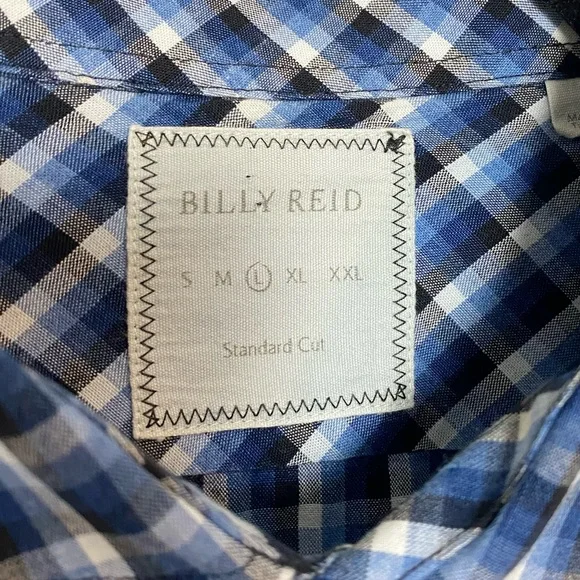 BILLY REID
S M L XL XXL
Standard Cut